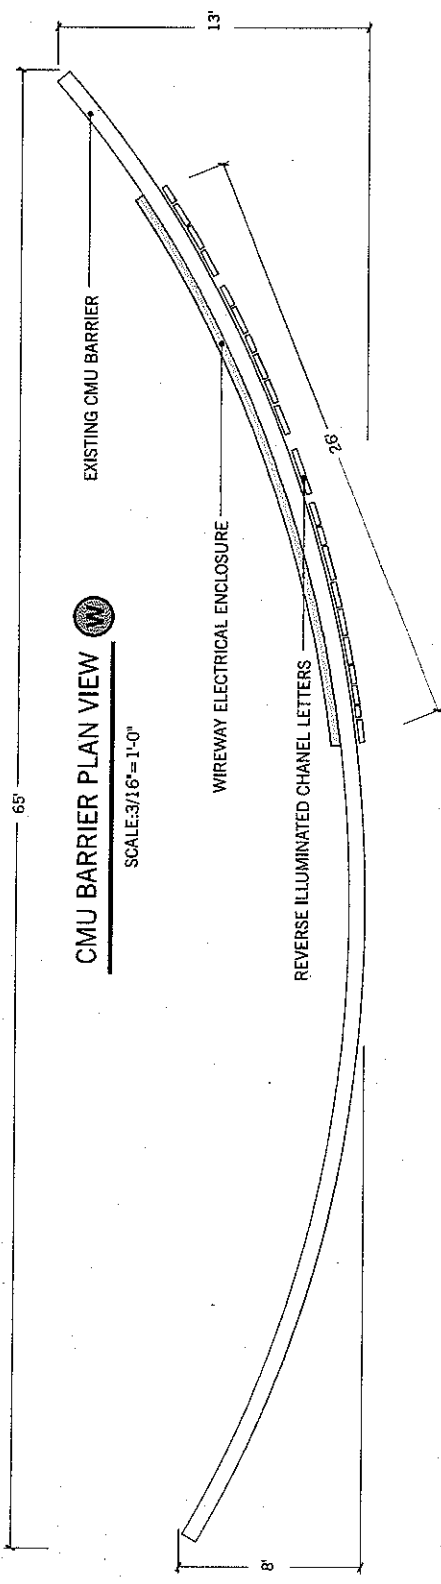 65'
13'
EXISTING CMU BARRIER
CMU BARRIER PLAN VIEW W
SCALE:3/16"=1'-0"
WIREWAY ELECTRICAL ENCLOSURE
26'
REVERSE ILLUMINATED CHANEL LETTERS
8'